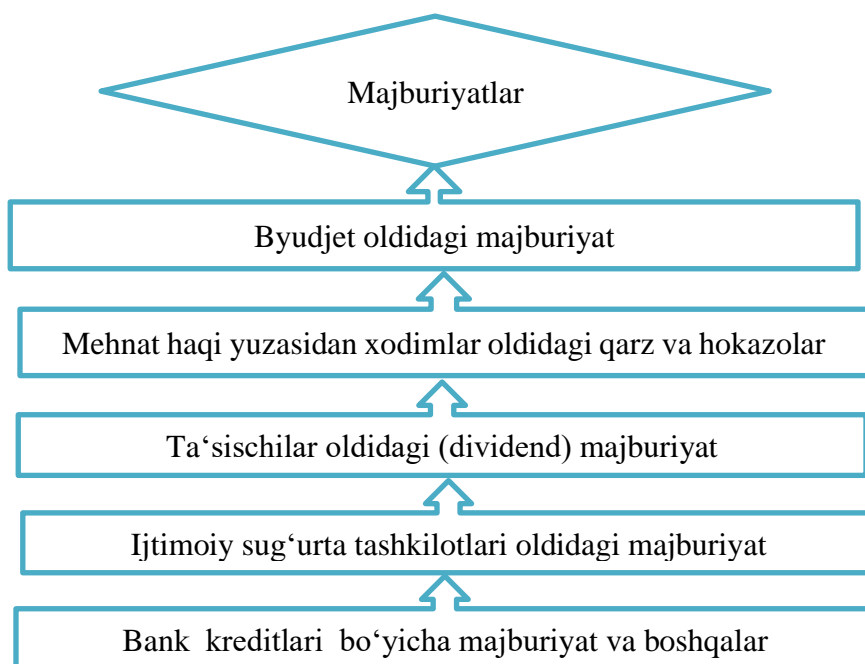 Majburiyatlar
Byudjet oldidagi majburiyat
Mehnat haqi yuzasidan xodimlar oldidagi qarz va hokazolar
Ta‘sischilar oldidagi (dividend) majburiyat
Ijtimoiy sug‘urta tashkilotlari oldidagi majburiyat
Bank kreditlari bo‘yicha majburiyat va boshqalar